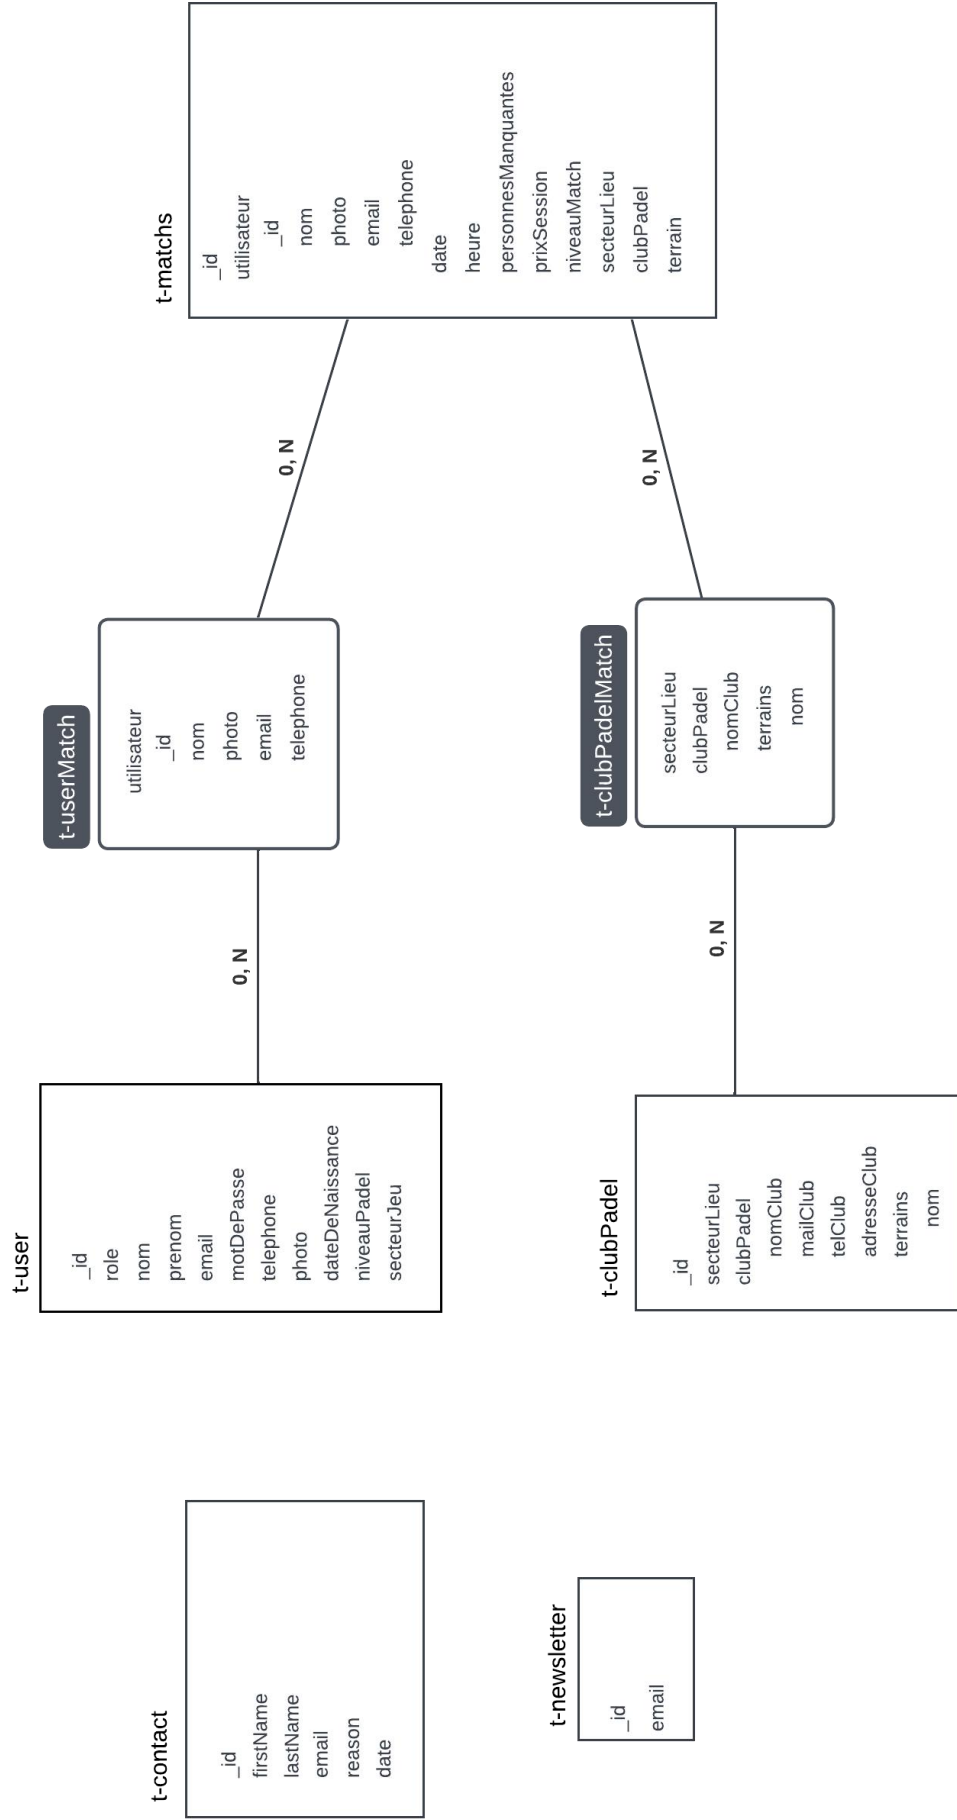 t-contact
_id
firstName
lastName
email
reason
date
t-newsletter
_id
email
t-user
_id
role
nom
prenom
email
motDePasse
telephone
photo
dateDeNaissance
niveauPadel
secteurJeu
t-clubPadel
_id
secteurLieu
clubPadel
nomClub
mailClub
telClub
adresseClub
terrains
nom
0, N
0, N
t-userMatch
utilisateur
_id
nom
photo
email
telephone
t-clubPadelMatch
secteurLieu
clubPadel
nomClub
terrains
nom
0, N
0, N
t-matchs
_id
utilisateur
_id
nom
photo
email
telephone
date
heure
personnesManquantes
prixSession
niveauMatch
secteurLieu
clubPadel
terrain